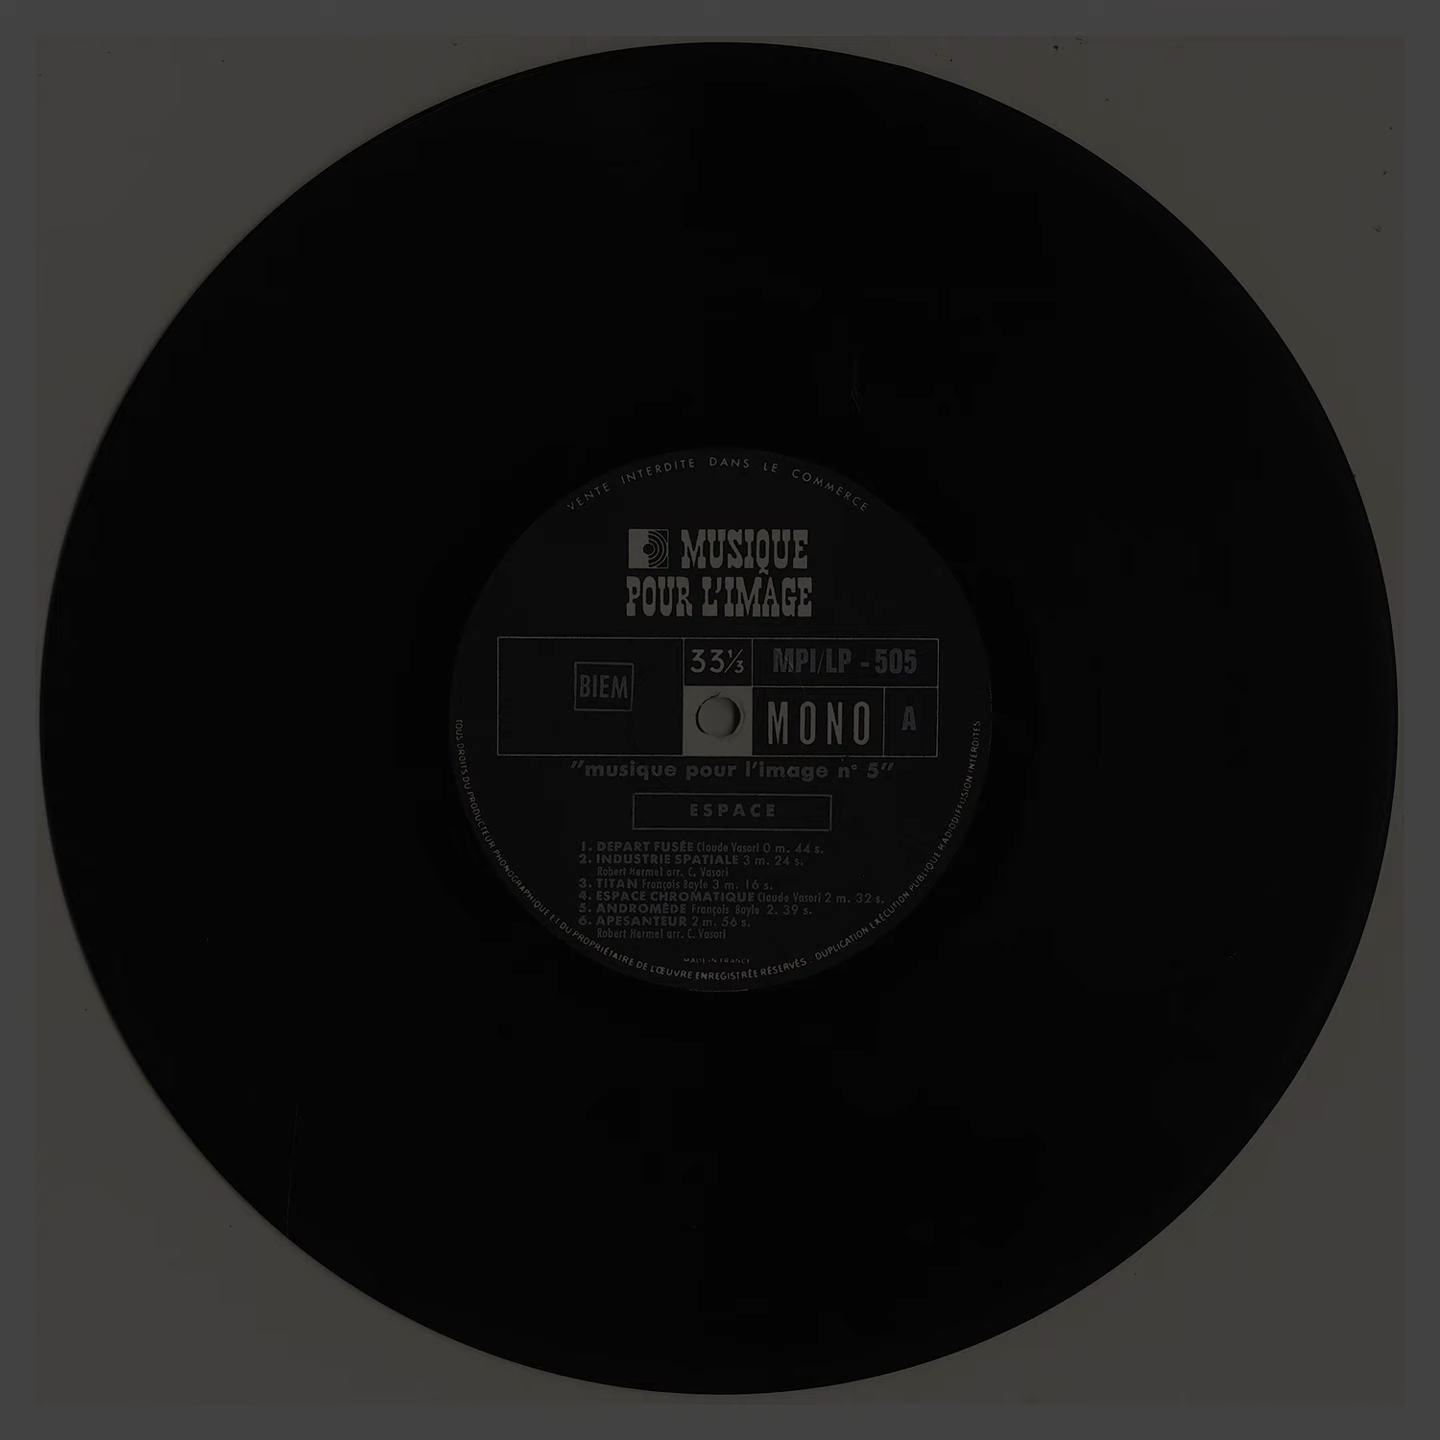 VENTE INTERDITE DANS LE COMMERCE
MUSIQUE
POUR L'IMAGE
BIEM
33⅓
MPI/LP - 505
MONO
A
"musique pour l'image n° 5"
ESPACE
1. DEPART FUSÉE Claude Vasori 0 m. 44 s.
2. INDUSTRIE SPATIALE 3 m. 24 s.
Robert Hermel arr. C. Vasori
3. TITAN François Bayle 3 m. 16 s.
4. ESPACE CHROMATIQUE Claude Vasori 2 m. 32 s.
5. ANDROMÈDE François Bayle 2. 39 s.
6. APESANTEUR 2 m. 56 s.
Robert Hermel arr. C. Vasori
MADE IN FRANCE
TOUS DROITS DU PRODUCTEUR PHONOGRAPHIQUE ET DU PROPRIÉTAIRE DE L'ŒUVRE ENREGISTRÉE RÉSERVÉS. DUPLICATION EXÉCUTION PUBLIQUE RADIODIFFUSION INTERDITES